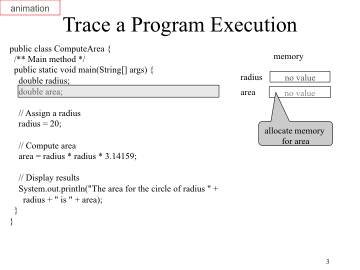 animation
Trace a Program Execution
public class ComputeArea {
/** Main method */
public static void main(String[] args) {
double radius;
double area;
// Assign a radius
radius = 20;
// Compute area
area = radius * radius * 3.14159;
// Display results
System.out.println("The area for the circle of radius " +
radius + " is " + area);
}
}
memory
radius no value
area no value
allocate memory
for area
3